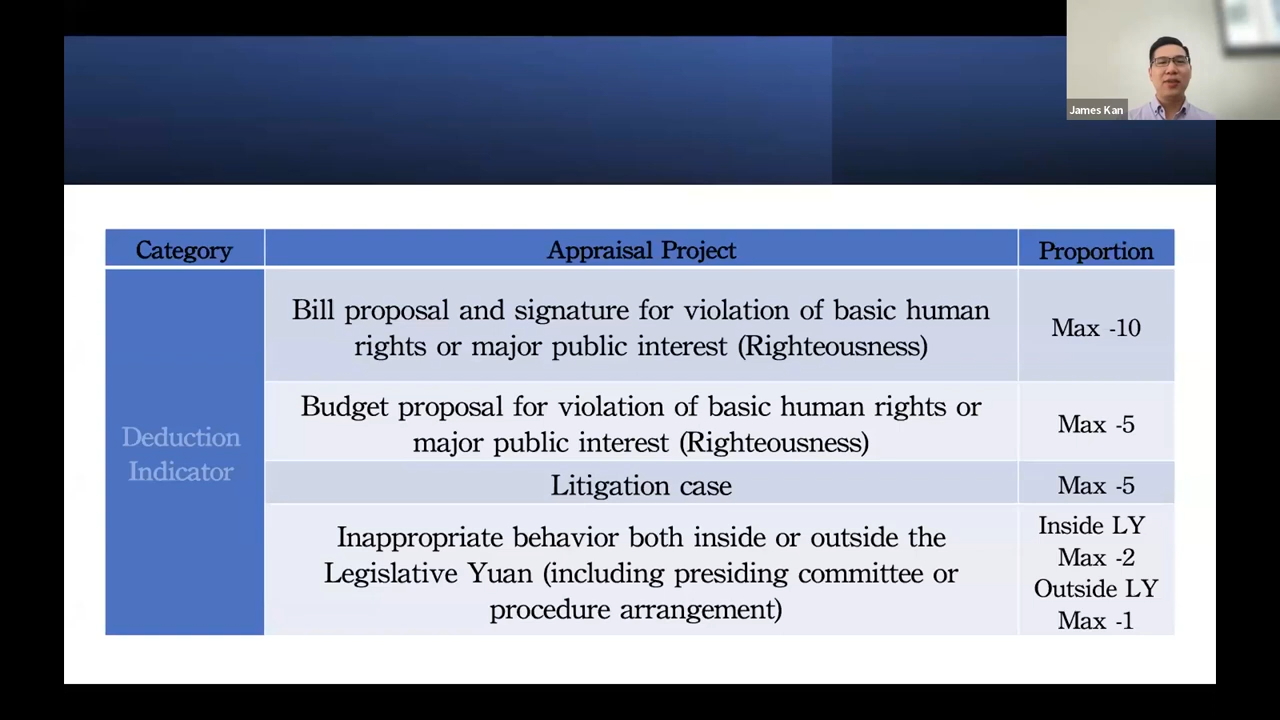 James Kan
Category
Appraisal Project
Proportion
Deduction
Indicator
Bill proposal and signature for violation of basic human
rights or major public interest (Righteousness)
Max -10
Budget proposal for violation of basic human rights or
major public interest (Righteousness)
Max -5
Litigation case
Max -5
Inappropriate behavior both inside or outside the
Legislative Yuan (including presiding committee or
procedure arrangement)
Inside LY
Max -2
Outside LY
Max -1